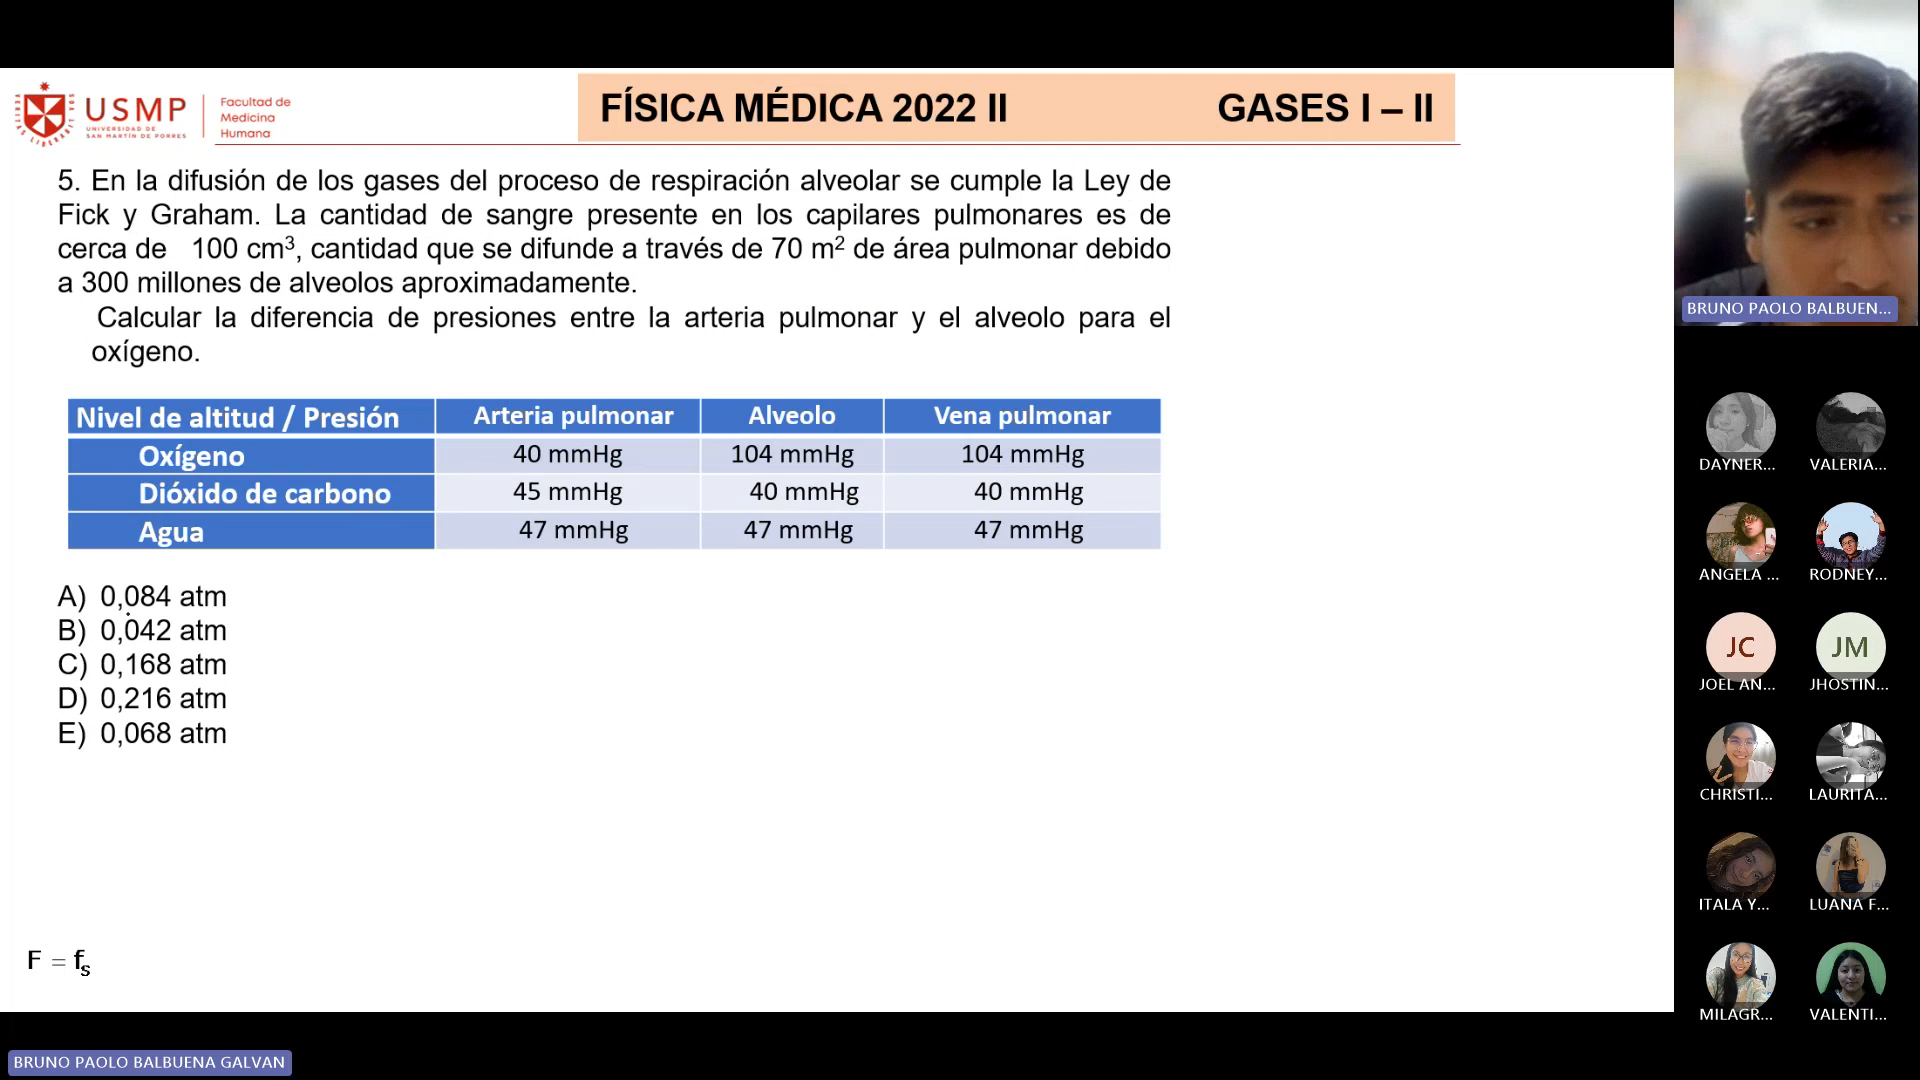 USMP
UNIVERSIDAD DE
SAN MARTÍN DE PORRES
VERITAS LIBERABIT VOS
Facultad de
Medicina
Humana
FÍSICA MÉDICA 2022 II GASES I – II
5. En la difusión de los gases del proceso de respiración alveolar se cumple la Ley de
Fick y Graham. La cantidad de sangre presente en los capilares pulmonares es de
cerca de 100 cm³, cantidad que se difunde a través de 70 m² de área pulmonar debido
a 300 millones de alveolos aproximadamente.
Calcular la diferencia de presiones entre la arteria pulmonar y el alveolo para el
oxígeno.
Nivel de altitud / Presión Arteria pulmonar Alveolo Vena pulmonar
Oxígeno 40 mmHg 104 mmHg 104 mmHg
Dióxido de carbono 45 mmHg 40 mmHg 40 mmHg
Agua 47 mmHg 47 mmHg 47 mmHg
A) 0,084 atm
B) 0,042 atm
C) 0,168 atm
D) 0,216 atm
E) 0,068 atm
F = fs
BRUNO PAOLO BALBUENA GALVAN
BRUNO PAOLO BALBUEN...
DAYNER... VALERIA...
ANGELA ... RODNEY...
JC JM
JOEL AN... JHOSTIN...
CHRISTI... LAURITA...
ITALA Y... LUANA F...
MILAGR... VALENTI...